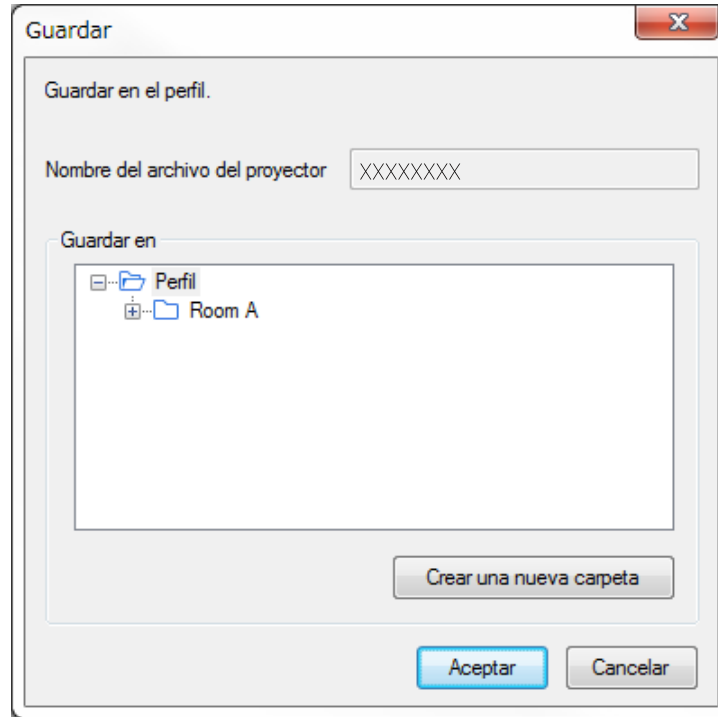 Guardar
Guardar en el perfil.
Nombre del archivo del proyector XXXXXXXX
Guardar en
Perfil
Room A
Crear una nueva carpeta
Aceptar Cancelar